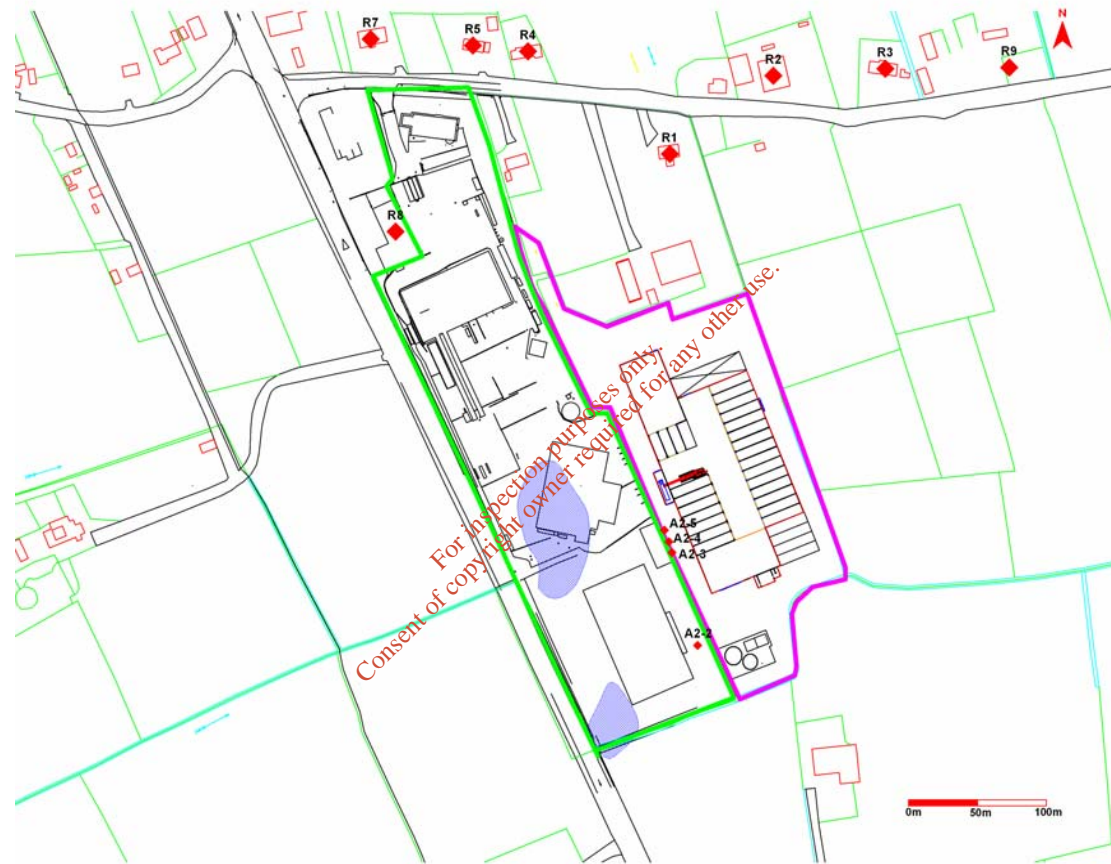 N
R7
R5
R4
R2
R3
R9
R1
R8
For inspection purposes only.
Consent of copyright owner required for any other use.
A2-5
A2-4
A2-3
A2-2
0m 50m 100m